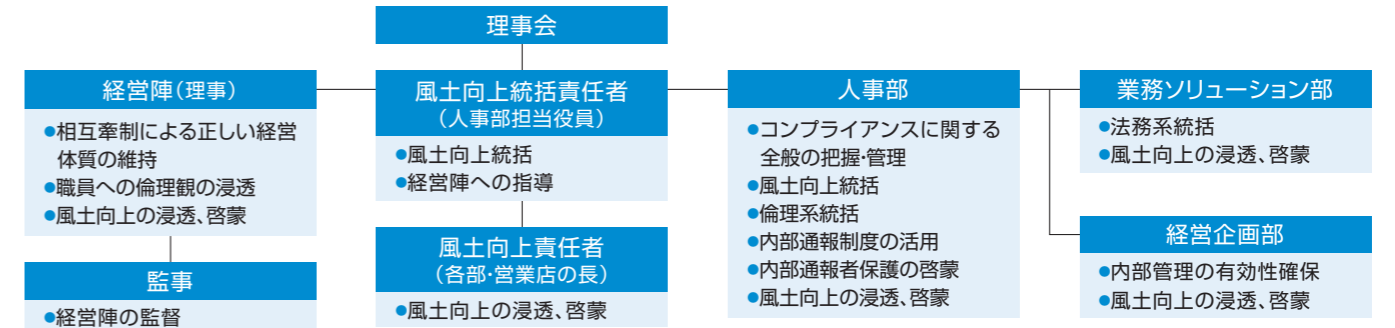 理事会
経営陣（理事）
●相互牽制による正しい経営
体質の維持
●職員への倫理観の浸透
●風土向上の浸透、啓蒙
監事
●経営陣の監督
風土向上統括責任者
（人事部担当役員）
●風土向上統括
●経営陣への指導
風土向上責任者
（各部・営業店の長）
●風土向上の浸透、啓蒙
人事部
●コンプライアンスに関する
全般の把握・管理
●風土向上統括
●倫理系統括
●内部通報制度の活用
●内部通報者保護の啓蒙
●風土向上の浸透、啓蒙
業務ソリューション部
●法務系統括
●風土向上の浸透、啓蒙
経営企画部
●内部管理の有効性確保
●風土向上の浸透、啓蒙